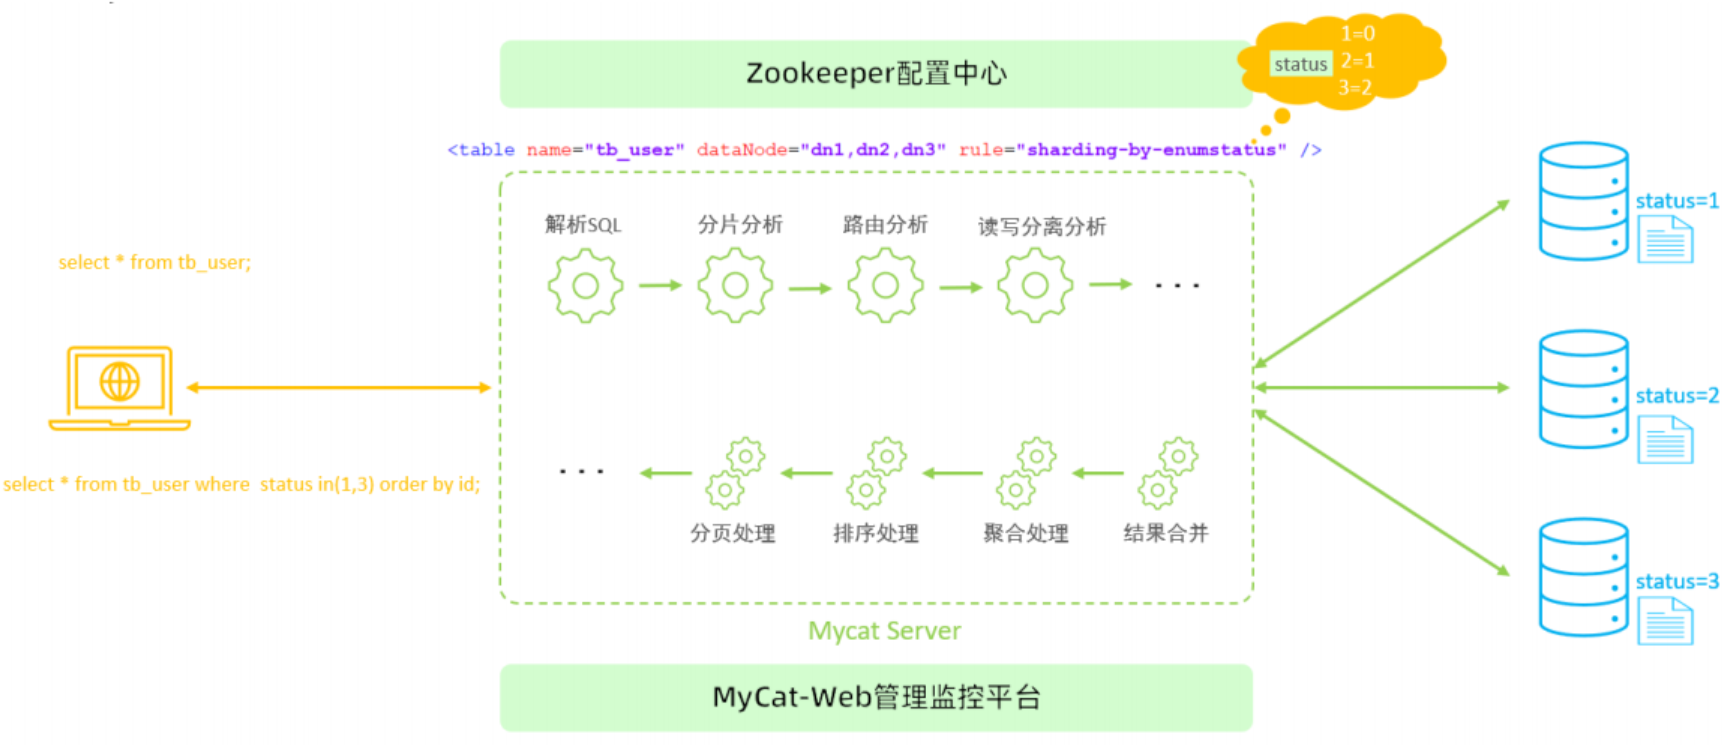 Zookeeper配置中心
status
1=0
2=1
3=2
<table name="tb_user" dataNode="dn1,dn2,dn3" rule="sharding-by-enumstatus" />
解析SQL 分片分析 路由分析 读写分离分析
...
select * from tb_user;
select * from tb_user where status in(1,3) order by id;
...
分页处理 排序处理 聚合处理 结果合并
Mycat Server
MyCat-Web管理监控平台
status=1
status=2
status=3